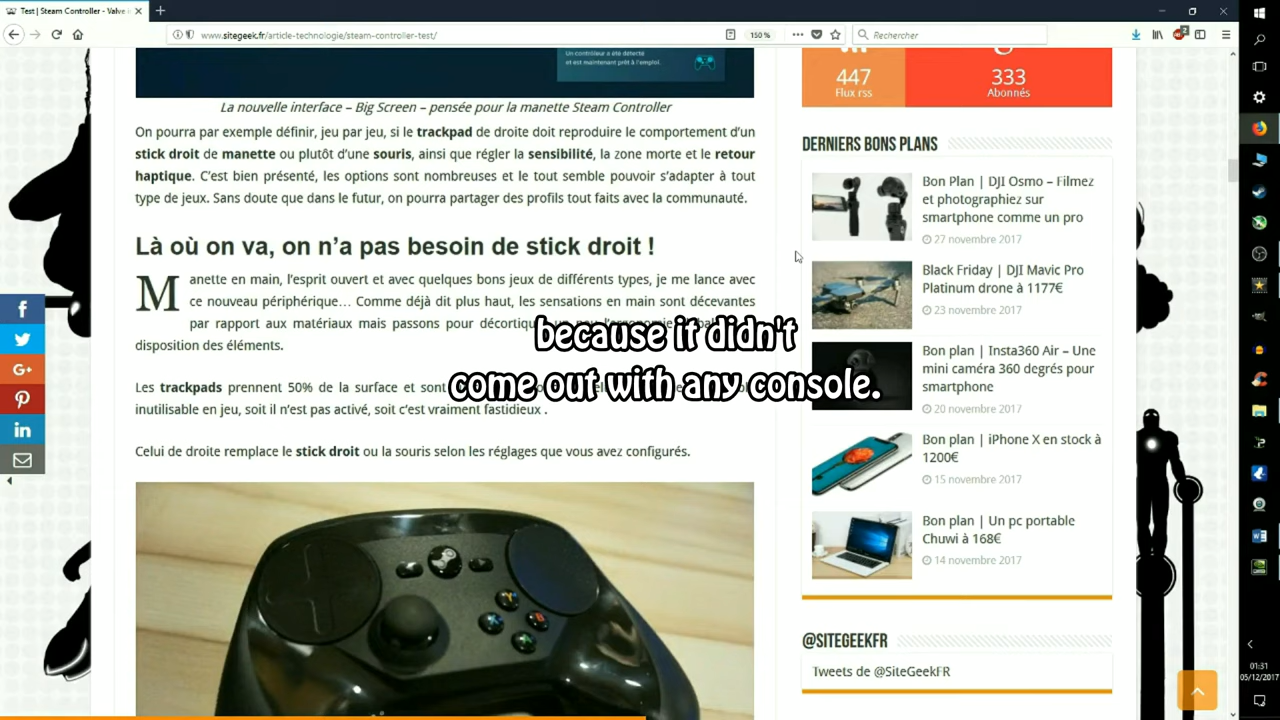 Test | Steam Controller - Valve
www.sitegeek.fr/article-technologie/steam-controller-test/
150 %
Rechercher
2
Un contrôleur a été détecté
et est maintenant prêt à l'emploi.
La nouvelle interface – Big Screen – pensée pour la manette Steam Controller
On pourra par exemple définir, jeu par jeu, si le trackpad de droite doit reproduire le comportement d'un
stick droit de manette ou plutôt d'une souris, ainsi que régler la sensibilité, la zone morte et le retour
haptique. C'est bien présenté, les options sont nombreuses et le tout semble pouvoir s'adapter à tout
type de jeux. Sans doute que dans le futur, on pourra partager des profils tout faits avec la communauté.
Là où on va, on n'a pas besoin de stick droit !
Manette en main, l'esprit ouvert et avec quelques bons jeux de différents types, je me lance avec
ce nouveau périphérique… Comme déjà dit plus haut, les sensations en main sont décevantes
par rapport aux matériaux mais passons pour
disposition des éléments.
Les trackpads prennent 50% de la surface et sont
inutilisable en jeu, soit il n'est pas activé, soit c'est vraiment fastidieux .
Celui de droite remplace le stick droit ou la souris selon les réglages que vous avez configurés.
because it didn't
come out with any console.
447
Flux rss
333
Abonnés
DERNIERS BONS PLANS
Bon Plan | DJI Osmo – Filmez
et photographiez sur
smartphone comme un pro
27 novembre 2017
Black Friday | DJI Mavic Pro
Platinum drone à 1177€
23 novembre 2017
Bon plan | Insta360 Air – Une
mini caméra 360 degrés pour
smartphone
20 novembre 2017
Bon plan | iPhone X en stock à
1200€
15 novembre 2017
Bon plan | Un pc portable
Chuwi à 168€
14 novembre 2017
@SITEGEEKFR
Tweets de @SiteGeekFR
01:31
05/12/2017